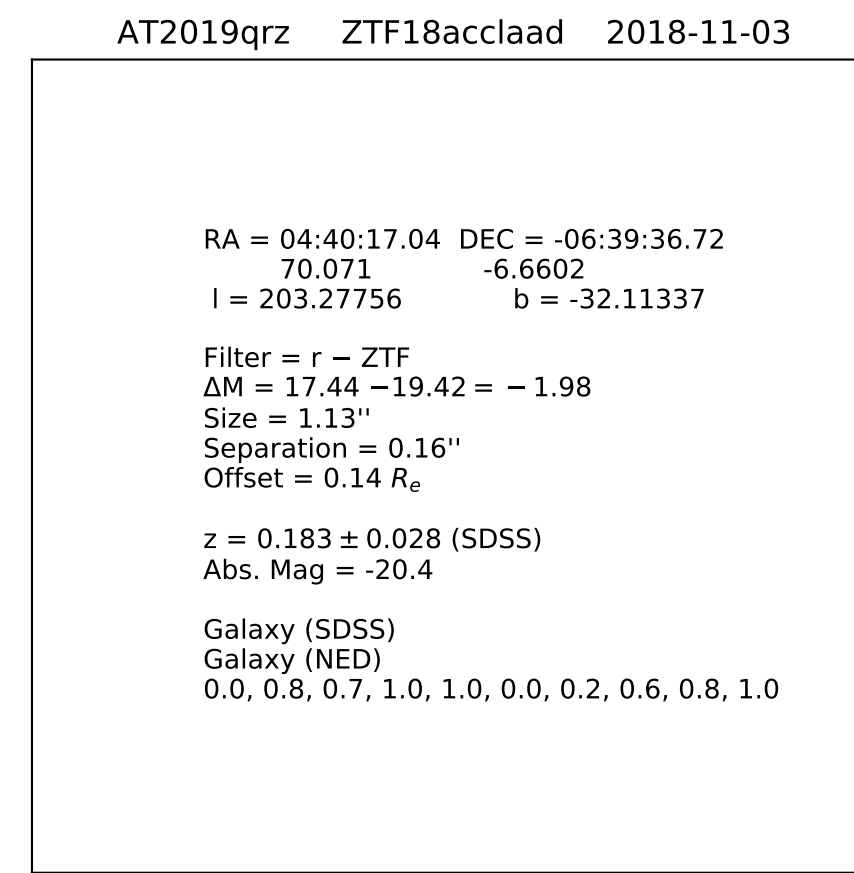 AT2019qrz ZTF18acclaad 2018-11-03
RA = 04:40:17.04 DEC = -06:39:36.72
70.071 -6.6602
l = 203.27756 b = -32.11337
Filter = r − ZTF
ΔM = 17.44 −19.42 = − 1.98
Size = 1.13''
Separation = 0.16''
Offset = 0.14 Rₑ
z = 0.183 ± 0.028 (SDSS)
Abs. Mag = -20.4
Galaxy (SDSS)
Galaxy (NED)
0.0, 0.8, 0.7, 1.0, 1.0, 0.0, 0.2, 0.6, 0.8, 1.0